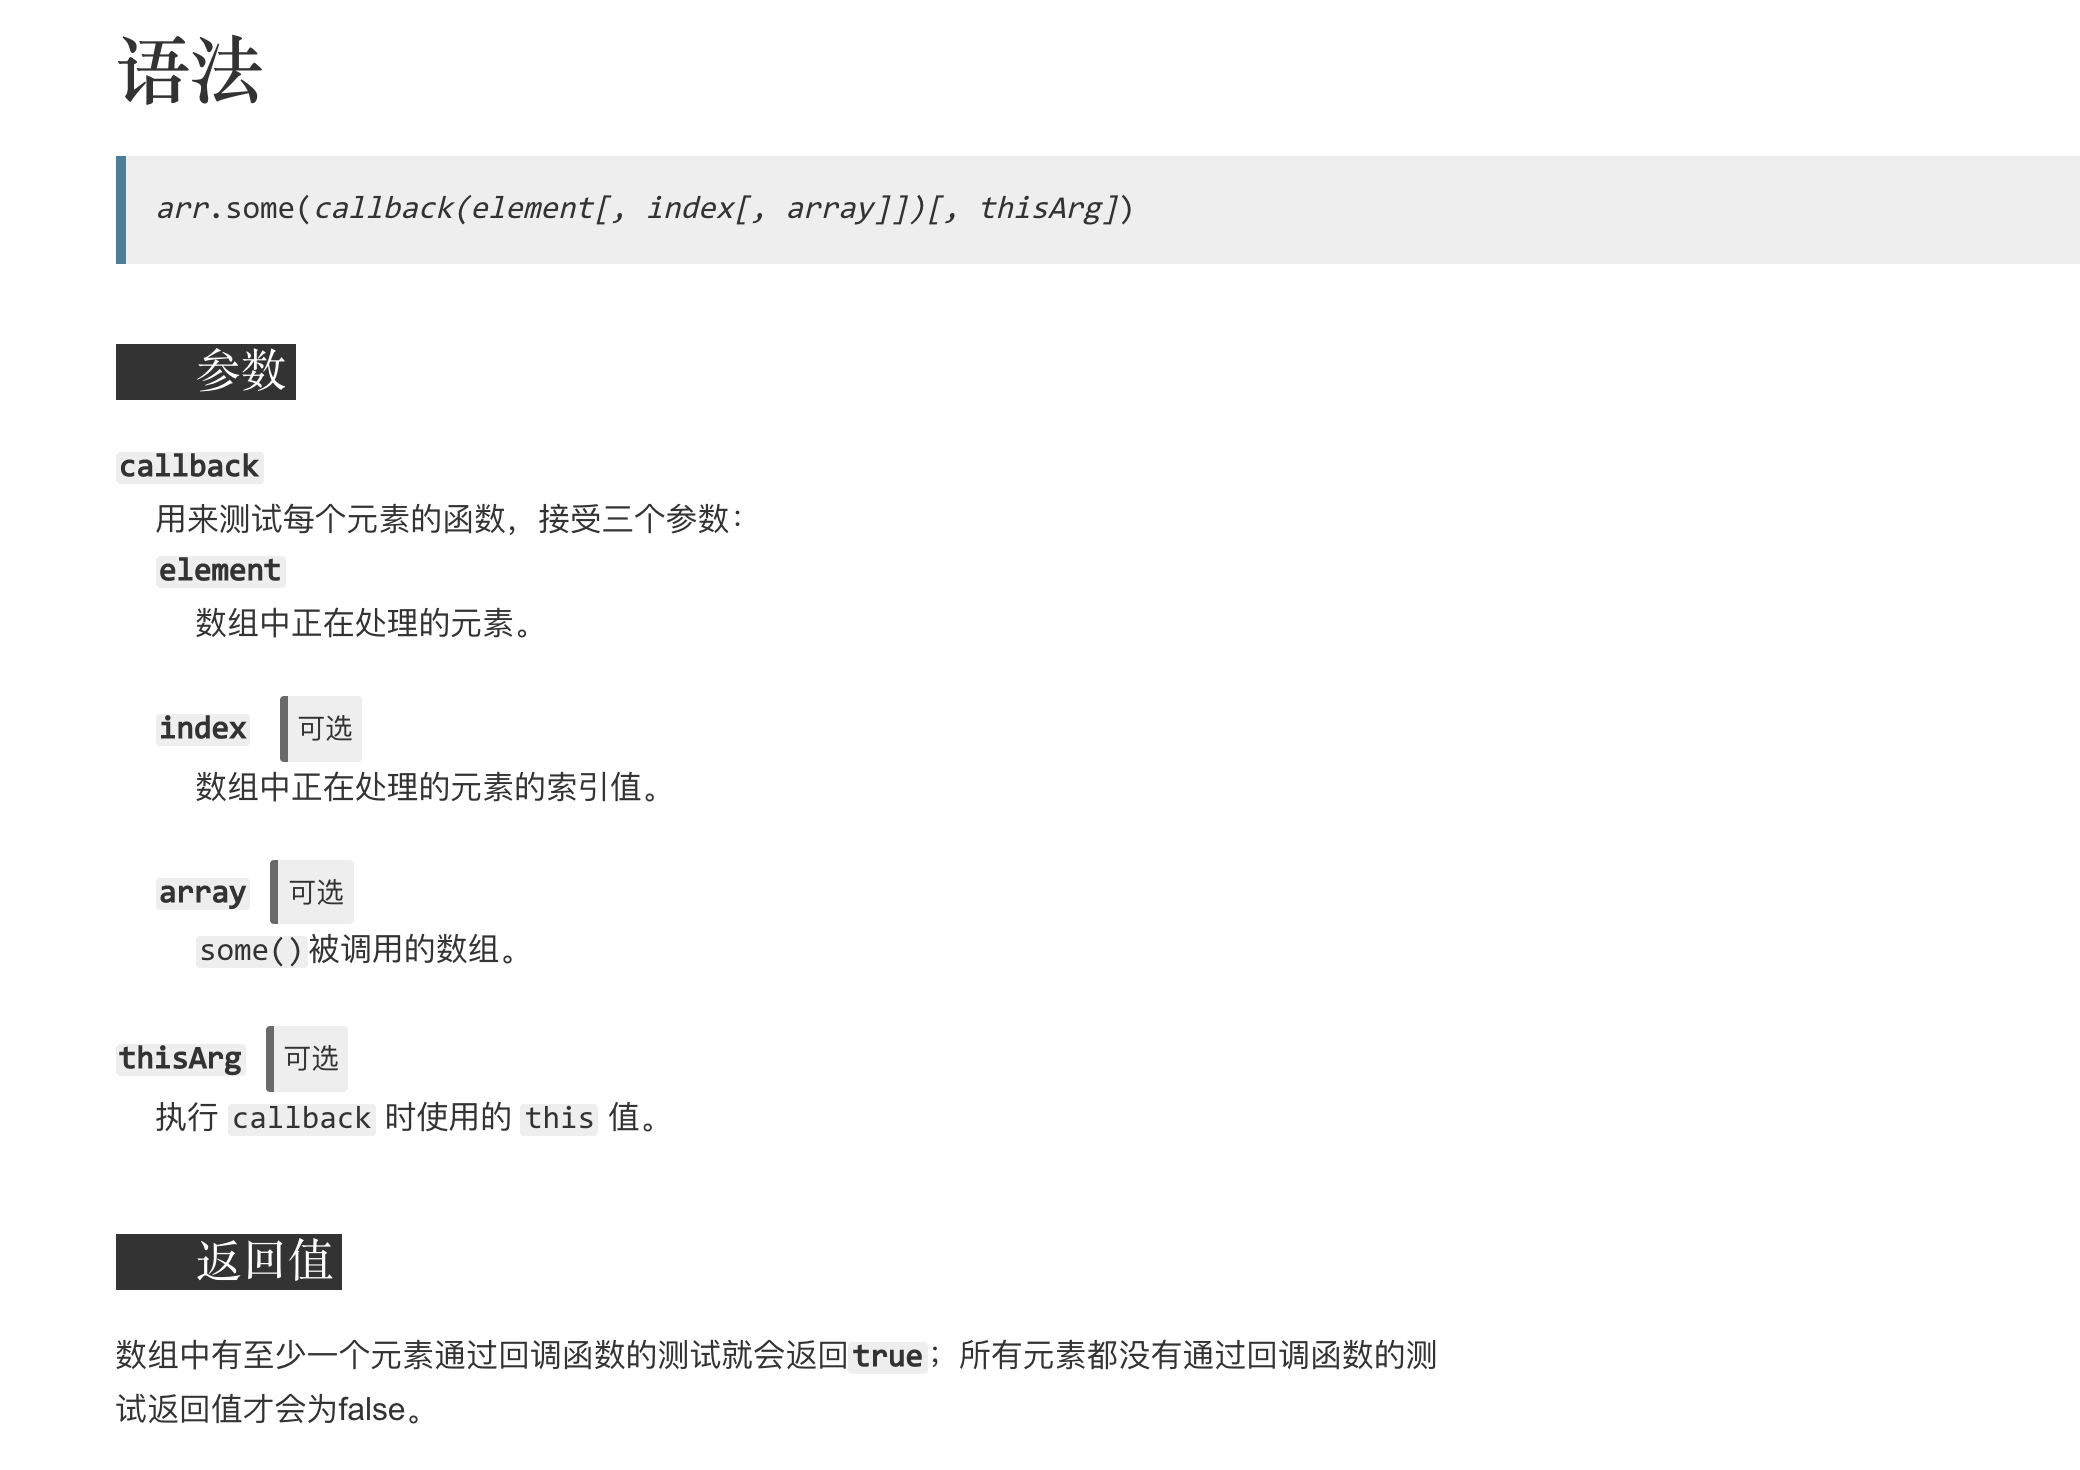 语法
arr.some(callback(element[, index[, array]])[, thisArg])
参数
callback
用来测试每个元素的函数，接受三个参数：
element
数组中正在处理的元素。
index 可选
数组中正在处理的元素的索引值。
array 可选
some()被调用的数组。
thisArg 可选
执行 callback 时使用的 this 值。
返回值
数组中有至少一个元素通过回调函数的测试就会返回true；所有元素都没有通过回调函数的测
试返回值才会为false。